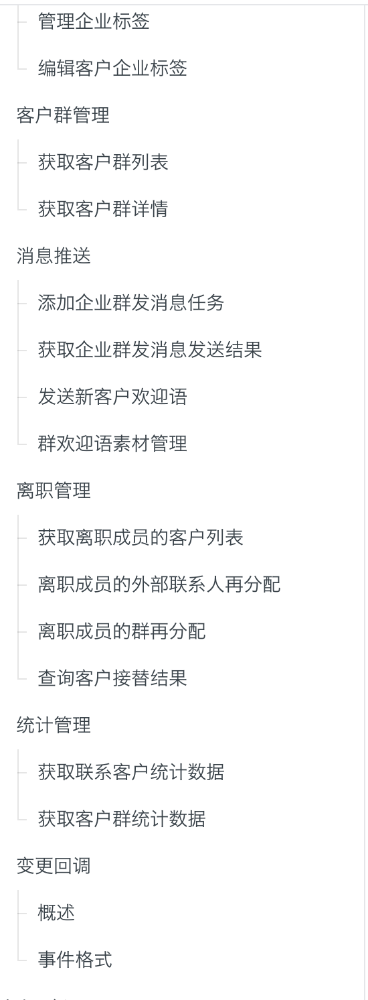 管理企业标签
编辑客户企业标签
客户群管理
获取客户群列表
获取客户群详情
消息推送
添加企业群发消息任务
获取企业群发消息发送结果
发送新客户欢迎语
群欢迎语素材管理
离职管理
获取离职成员的客户列表
离职成员的外部联系人再分配
离职成员的群再分配
查询客户接替结果
统计管理
获取联系客户统计数据
获取客户群统计数据
变更回调
概述
事件格式